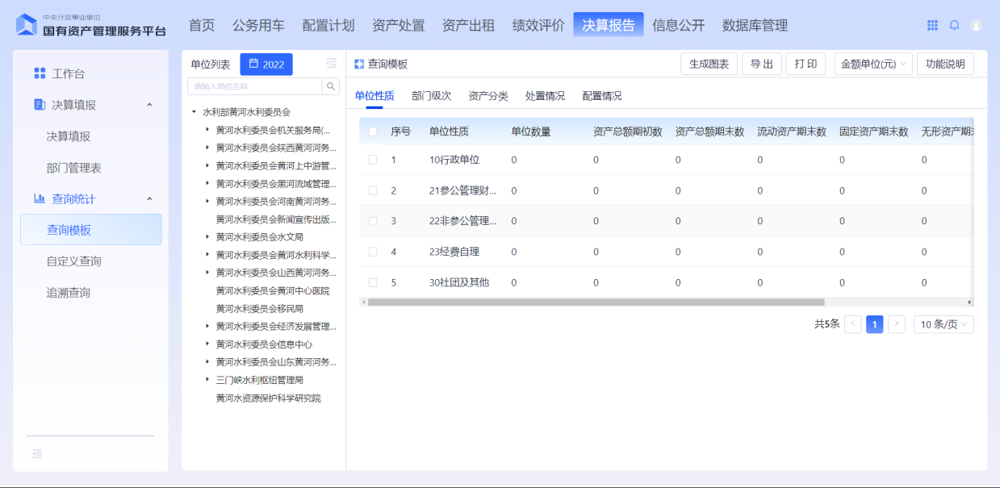 中央行政事业单位
国有资产管理服务平台
首页 公务用车 配置计划 资产处置 资产出租 绩效评价 决算报告 信息公开 数据库管理
工作台
决算填报
决算填报
部门管理表
查询统计
查询模板
自定义查询
追溯查询
单位列表 2022
请输入单位名称
水利部黄河水利委员会
黄河水利委员会机关服务局(...
黄河水利委员会陕西黄河河务...
黄河水利委员会黄河上中游管...
黄河水利委员会黑河流域管理...
黄河水利委员会河南黄河河务...
黄河水利委员会新闻宣传出版...
黄河水利委员会水文局
黄河水利委员会黄河水利科学...
黄河水利委员会山西黄河河务...
黄河水利委员会黄河中心医院
黄河水利委员会移民局
黄河水利委员会经济发展管理...
黄河水利委员会信息中心
黄河水利委员会山东黄河河务...
三门峡水利枢纽管理局
黄河水资源保护科学研究院
查询模板 生成图表 导出 打印 金额单位(元) 功能说明
单位性质 部门级次 资产分类 处置情况 配置情况
序号 单位性质 单位数量 资产总额期初数 资产总额期末数 流动资产期末数 固定资产期末数 无形资产期末
1 10行政单位 0 0 0 0 0 0
2 21参公管理财... 0 0 0 0 0 0
3 22非参公管理... 0 0 0 0 0 0
4 23经费自理 0 0 0 0 0 0
5 30社团及其他 0 0 0 0 0 0
共5条 < 1 > 10 条/页